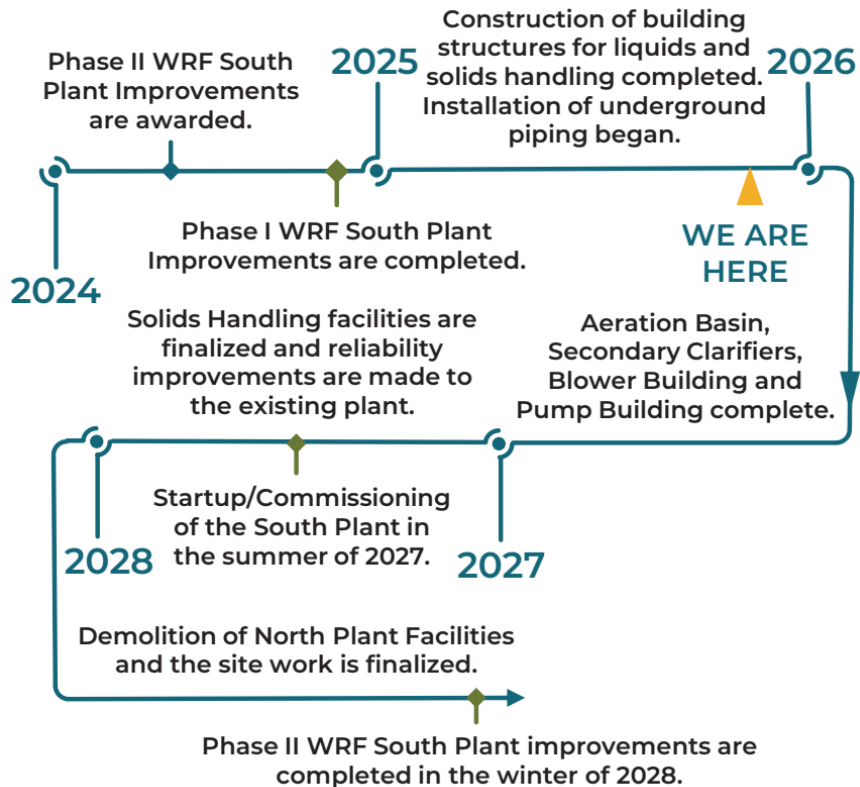 Phase II WRF South
Plant Improvements
are awarded.
2025
Construction of building
structures for liquids and
solids handling completed.
Installation of underground
piping began.
2026
2024
Phase I WRF South Plant
Improvements are completed.
WE ARE
HERE
Solids Handling facilities are
finalized and reliability
improvements are made to
the existing plant.
Aeration Basin,
Secondary Clarifiers,
Blower Building and
Pump Building complete.
2028
Startup/Commissioning
of the South Plant in
the summer of 2027.
2027
Demolition of North Plant Facilities
and the site work is finalized.
Phase II WRF South Plant improvements are
completed in the winter of 2028.